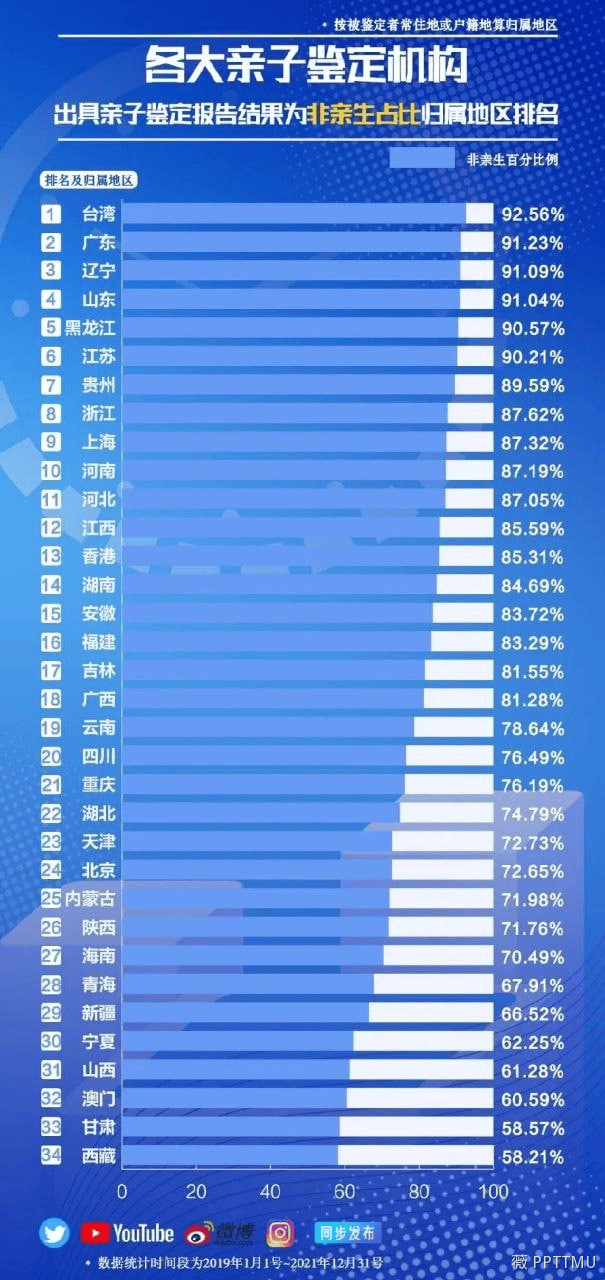 • 按被鉴定者常住地或户籍地算归属地区
各大亲子鉴定机构
出具亲子鉴定报告结果为非亲生占比归属地区排名
非亲生百分比例
排名及归属地区
1 台湾 92.56%
2 广东 91.23%
3 辽宁 91.09%
4 山东 91.04%
5 黑龙江 90.57%
6 江苏 90.21%
7 贵州 89.59%
8 浙江 87.62%
9 上海 87.32%
10 河南 87.19%
11 河北 87.05%
12 江西 85.59%
13 香港 85.31%
14 湖南 84.69%
15 安徽 83.72%
16 福建 83.29%
17 吉林 81.55%
18 广西 81.28%
19 云南 78.64%
20 四川 76.49%
21 重庆 76.19%
22 湖北 74.79%
23 天津 72.73%
24 北京 72.65%
25 内蒙古 71.98%
26 陕西 71.76%
27 海南 70.49%
28 青海 67.91%
29 新疆 66.52%
30 宁夏 62.25%
31 山西 61.28%
32 澳门 60.59%
33 甘肃 58.57%
34 西藏 58.21%
0 20 40 60 80 100
YouTube 微博 同步发布
• 数据统计时间段为2019年1月1号~2021年12月31号
薇 PPTTMU